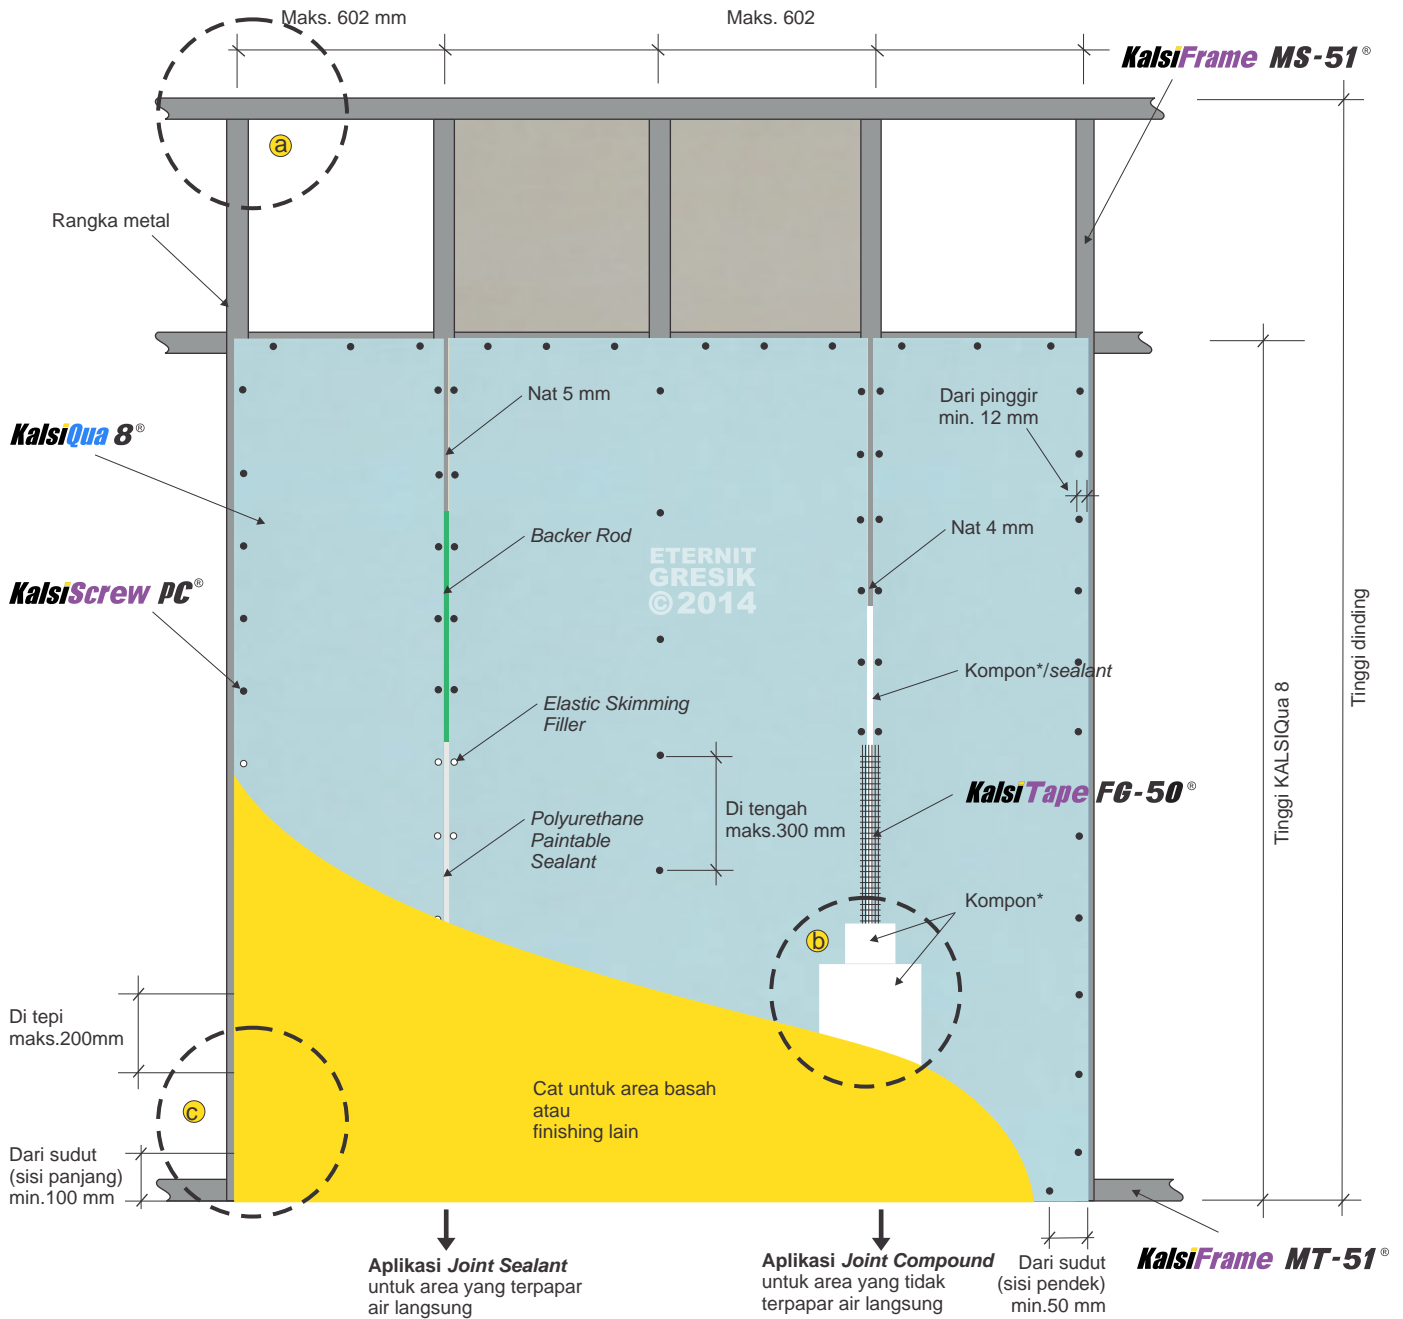 Maks. 602 mm
Maks. 602
KalsiFrame MS-51®
a
Rangka metal
Nat 5 mm
Dari pinggir
min. 12 mm
KalsiQua 8®
Backer Rod
Nat 4 mm
ETERNIT
GRESIK
© 2014
KalsiScrew PC®
Kompon*/sealant
Elastic Skimming
Filler
Tinggi dinding
Tinggi KALSIQua 8
KalsiTape FG-50®
Di tengah
maks.300 mm
Polyurethane
Paintable
Sealant
Kompon*
b
Di tepi
maks.200mm
Cat untuk area basah
atau
finishing lain
c
Dari sudut
(sisi panjang)
min.100 mm
Aplikasi Joint Sealant
untuk area yang terpapar
air langsung
Aplikasi Joint Compound
untuk area yang tidak
terpapar air langsung
Dari sudut
(sisi pendek)
min.50 mm
KalsiFrame MT-51®